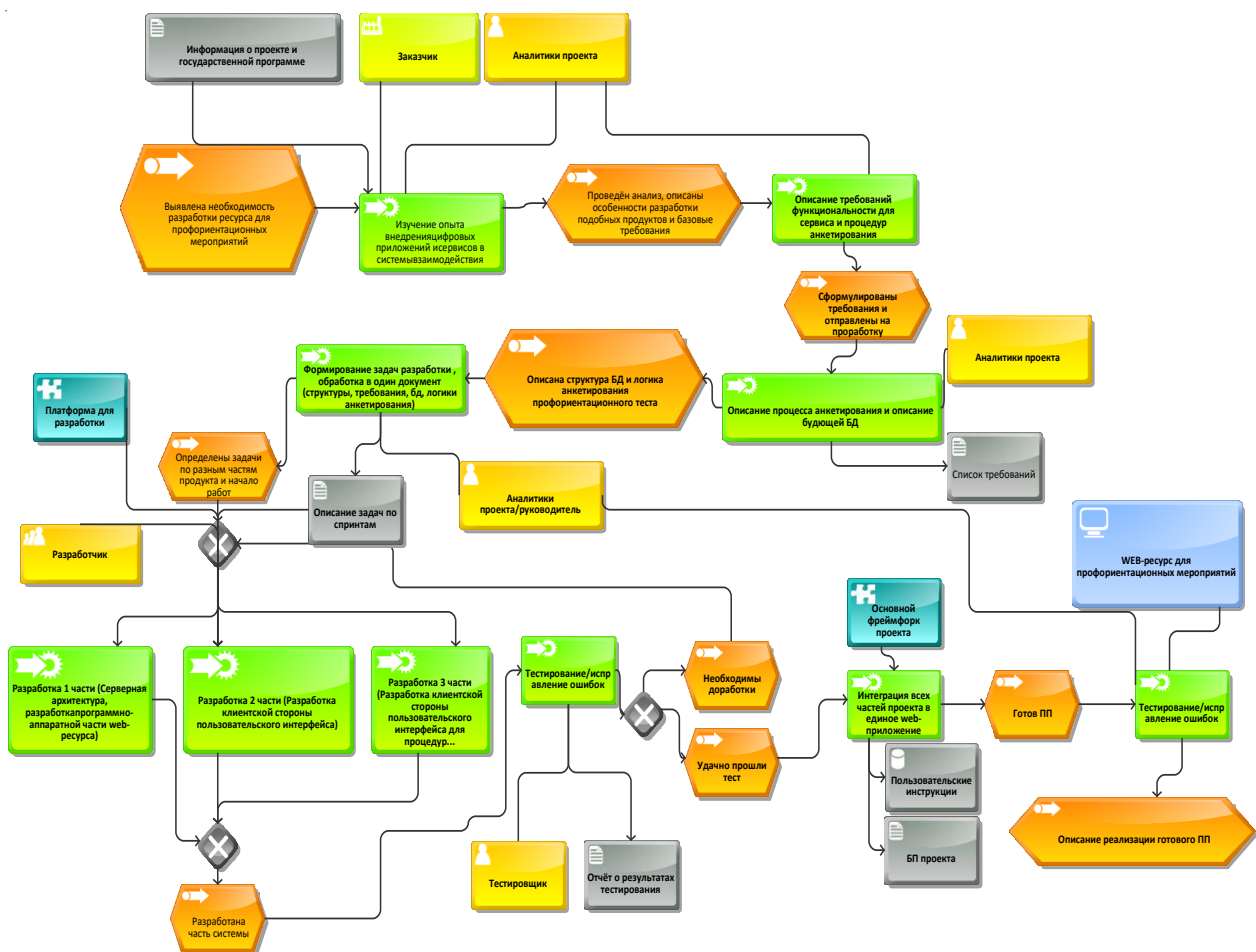 Информация о проекте и
государственной программе
Заказчик
Аналитики проекта
Выявлена необходимость
разработки ресурса для
профориентационных
мероприятий
Изучение опыта
внедренияцифровых
приложений исервисов в
системывзаимодействия
Проведён анализ, описаны
особенности разработки
подобных продуктов и базовые
требования
Описание требований
функциональности для
сервиса и процедур
анкетирования
Сформулированы
требования и
отправлены на
проработку
Аналитики проекта
Описание процесса анкетирования и описание
будющей БД
Список требований
Описана структура БД и логика
анкетирования
профориентационного теста
Формирование задач разработки ,
обработка в один документ
(структуры, требования, бд, логики
анкетирования)
Платформа для
разработки
Определены задачи
по разным частям
продукта и начало
работ
Описание задач по
спринтам
Аналитики
проекта/руководитель
Разработчик
WEB-ресурс для
профориентационных мероприятий
Основной
фреймфорк
проекта
Разработка 1 части (Серверная
архитектура,
разработкапрограммно-
аппаратной части web-
ресурса)
Разработка 2 части (Разработка
клиентской стороны
пользовательского интерфейса)
Разработка 3 части
(Разработка клиентской
стороны
пользовательского
интерфейса для
процедур...
Тестирование/испр
авление ошибок
Необходимы
доработки
Удачно прошли
тест
Интеграция всех
частей проекта в
единое web-
приложение
Готов ПП
Тестирование/испр
авление ошибок
Пользовательские
инструкции
БП проекта
Описание реализации готового ПП
Тестировщик
Отчёт о результатах
тестирования
Разработана
часть системы